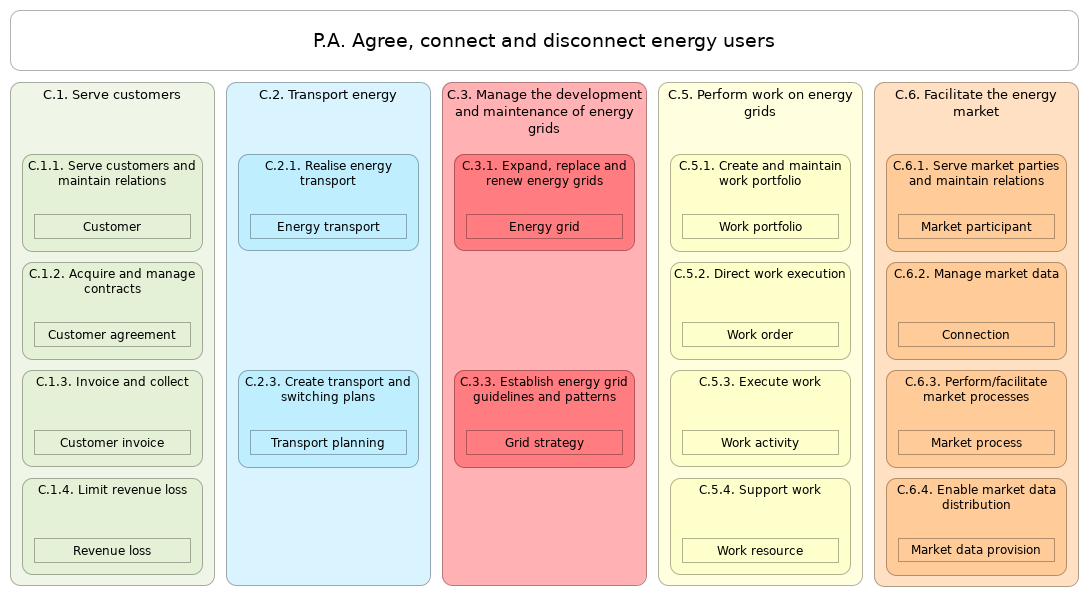 P.A. Agree, connect and disconnect energy users
C.1. Serve customers
C.1.1. Serve customers and
maintain relations
Customer
C.1.2. Acquire and manage
contracts
Customer agreement
C.1.3. Invoice and collect
Customer invoice
C.1.4. Limit revenue loss
Revenue loss
C.2. Transport energy
C.2.1. Realise energy
transport
Energy transport
C.2.3. Create transport and
switching plans
Transport planning
C.3. Manage the development
and maintenance of energy
grids
C.3.1. Expand, replace and
renew energy grids
Energy grid
C.3.3. Establish energy grid
guidelines and patterns
Grid strategy
C.5. Perform work on energy
grids
C.5.1. Create and maintain
work portfolio
Work portfolio
C.5.2. Direct work execution
Work order
C.5.3. Execute work
Work activity
C.5.4. Support work
Work resource
C.6. Facilitate the energy
market
C.6.1. Serve market parties
and maintain relations
Market participant
C.6.2. Manage market data
Connection
C.6.3. Perform/facilitate
market processes
Market process
C.6.4. Enable market data
distribution
Market data provision